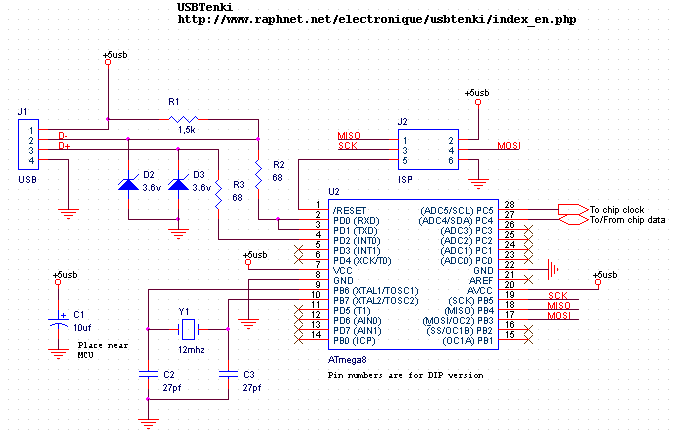 USBTenki
http://www.raphnet.net/electronique/usbtenki/index_en.php
+5usb
J1
1
2
3
4
USB
D-
D+
R1
1,5k
D2
3.6v
D3
3.6v
R3
68
R2
68
+5usb
J2
MISO
SCK
1
3
5
2
4
6
MOSI
ISP
U2
1 /RESET
2 PD0 (RXD)
3 PD1 (TXD)
4 PD2 (INT0)
5 PD3 (INT1)
6 PD4 (XCK/T0)
7 VCC
8 GND
9 PB6 (XTAL1/TOSC1)
10 PB7 (XTAL2/TOSC2)
11 PD5 (T1)
12 PD6 (AIN0)
13 PD7 (AIN1)
14 PB0 (ICP)
(ADC5/SCL) PC5 28
(ADC4/SDA) PC4 27
(ADC3) PC3 26
(ADC2) PC2 25
(ADC1) PC1 24
(ADC0) PC0 23
GND 22
AREF 21
AVCC 20
(SCK) PB5 19
(MISO) PB4 18
(MOSI/OC2) PB3 17
(SS/OC1B) PB2 16
(OC1A) PB1 15
To chip clock
To/From chip data
+5usb
SCK
MISO
MOSI
ATmega8
Pin numbers are for DIP version
+5usb
+5usb
+
C1
10uf
Place near
MCU
Y1
12mhz
C2
27pf
C3
27pf